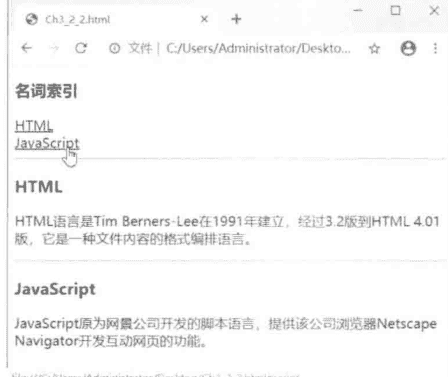 Ch3_2_2.html
文件 C:/Users/Administrator/Deskto...
名词索引
HTML
JavaScript
HTML
HTML语言是Tim Berners-Lee在1991年建立，经过3.2版到HTML 4.01
版，它是一种文件内容的格式编排语言。
JavaScript
JavaScript原为网景公司开发的脚本语言，提供该公司浏览器Netscape
Navigator开发互动网页的功能。